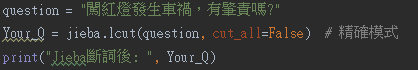 question = "闖紅燈發生車禍，有肇責嗎?"
Your_Q = jieba.lcut(question, cut_all=False)  # 精確模式
print("Jieba斷詞後: ", Your_Q)